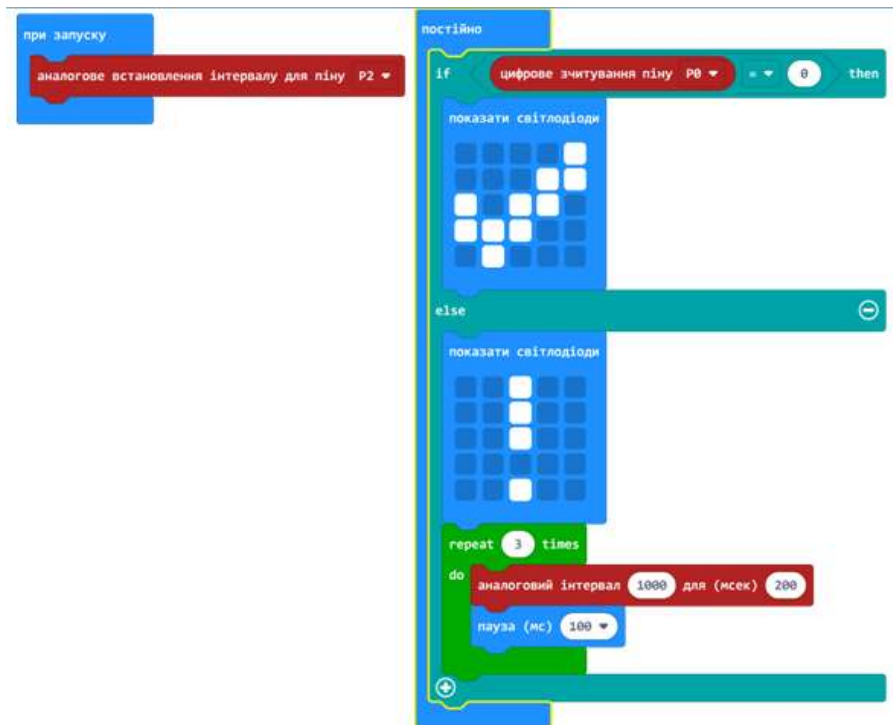 при запуску
аналогове встановлення інтервалу для піну P2
постійно
if цифрове зчитування піну P0 = 0 then
показати світлодіоди
else
показати світлодіоди
repeat 3 times
do
аналоговий інтервал 1000 для (мсек) 200
пауза (мс) 100